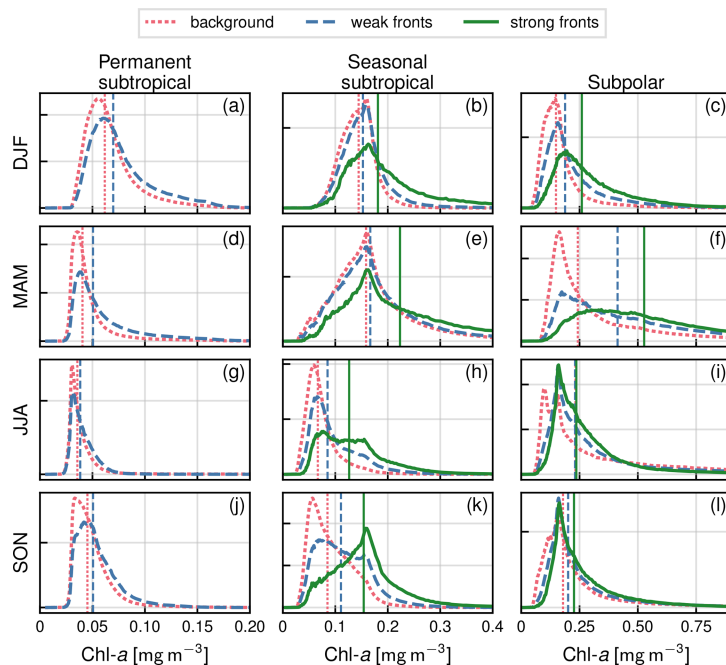 background weak fronts strong fronts
Permanent subtropical
Seasonal subtropical
Subpolar
DJF
(a) (b) (c)
MAM
(d) (e) (f)
JJA
(g) (h) (i)
SON
(j) (k) (l)
0 0.05 0.10 0.15 0.20
0 0.2 0.4
0 0.25 0.50 0.75
Chl-a [mg m⁻³] Chl-a [mg m⁻³] Chl-a [mg m⁻³]